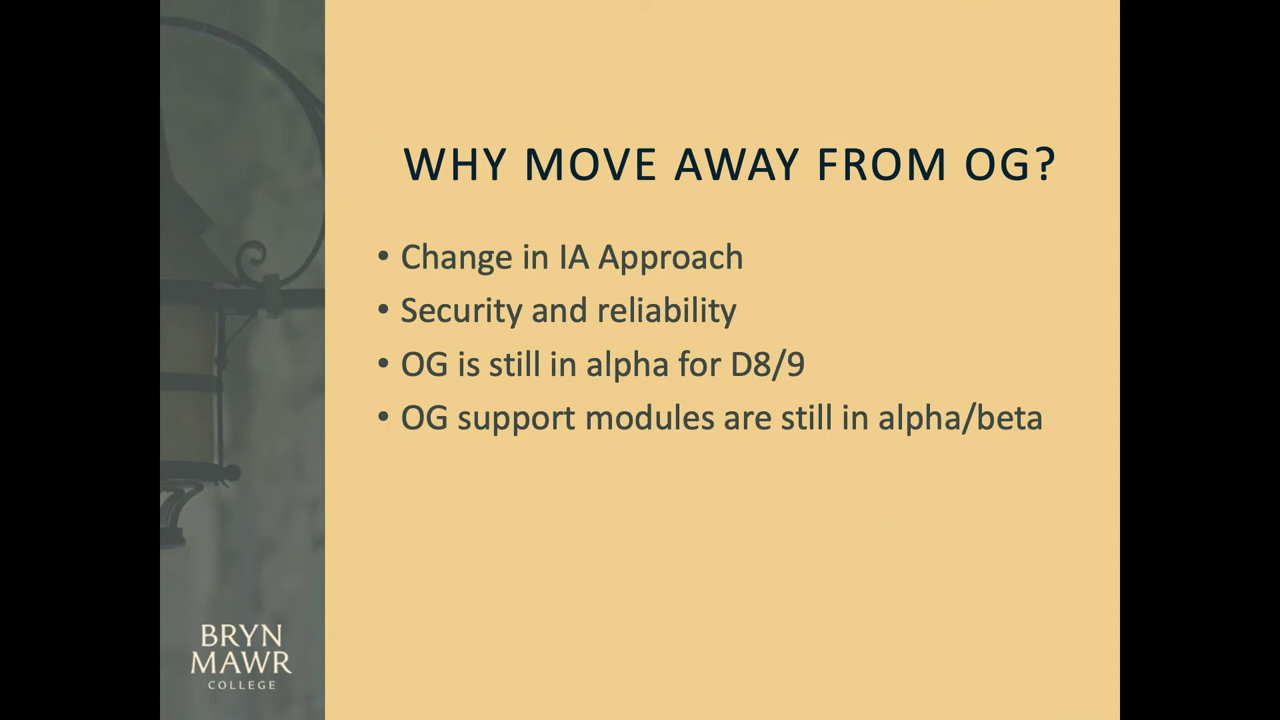 WHY MOVE AWAY FROM OG?
• Change in IA Approach
• Security and reliability
• OG is still in alpha for D8/9
• OG support modules are still in alpha/beta
BRYN
MAWR
COLLEGE